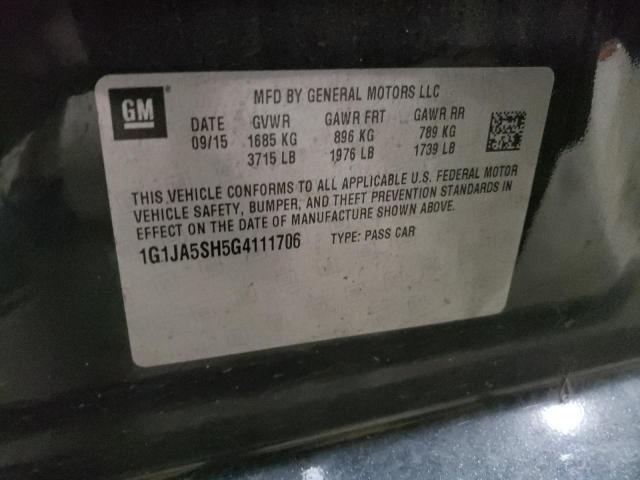 GM
MFD BY GENERAL MOTORS LLC
DATE GVWR GAWR FRT GAWR RR
09/15 1685 KG 896 KG 789 KG
3715 LB 1976 LB 1739 LB
THIS VEHICLE CONFORMS TO ALL APPLICABLE U.S. FEDERAL MOTOR
VEHICLE SAFETY, BUMPER, AND THEFT PREVENTION STANDARDS IN
EFFECT ON THE DATE OF MANUFACTURE SHOWN ABOVE.
1G1JA5SH5G4111706 TYPE: PASS CAR